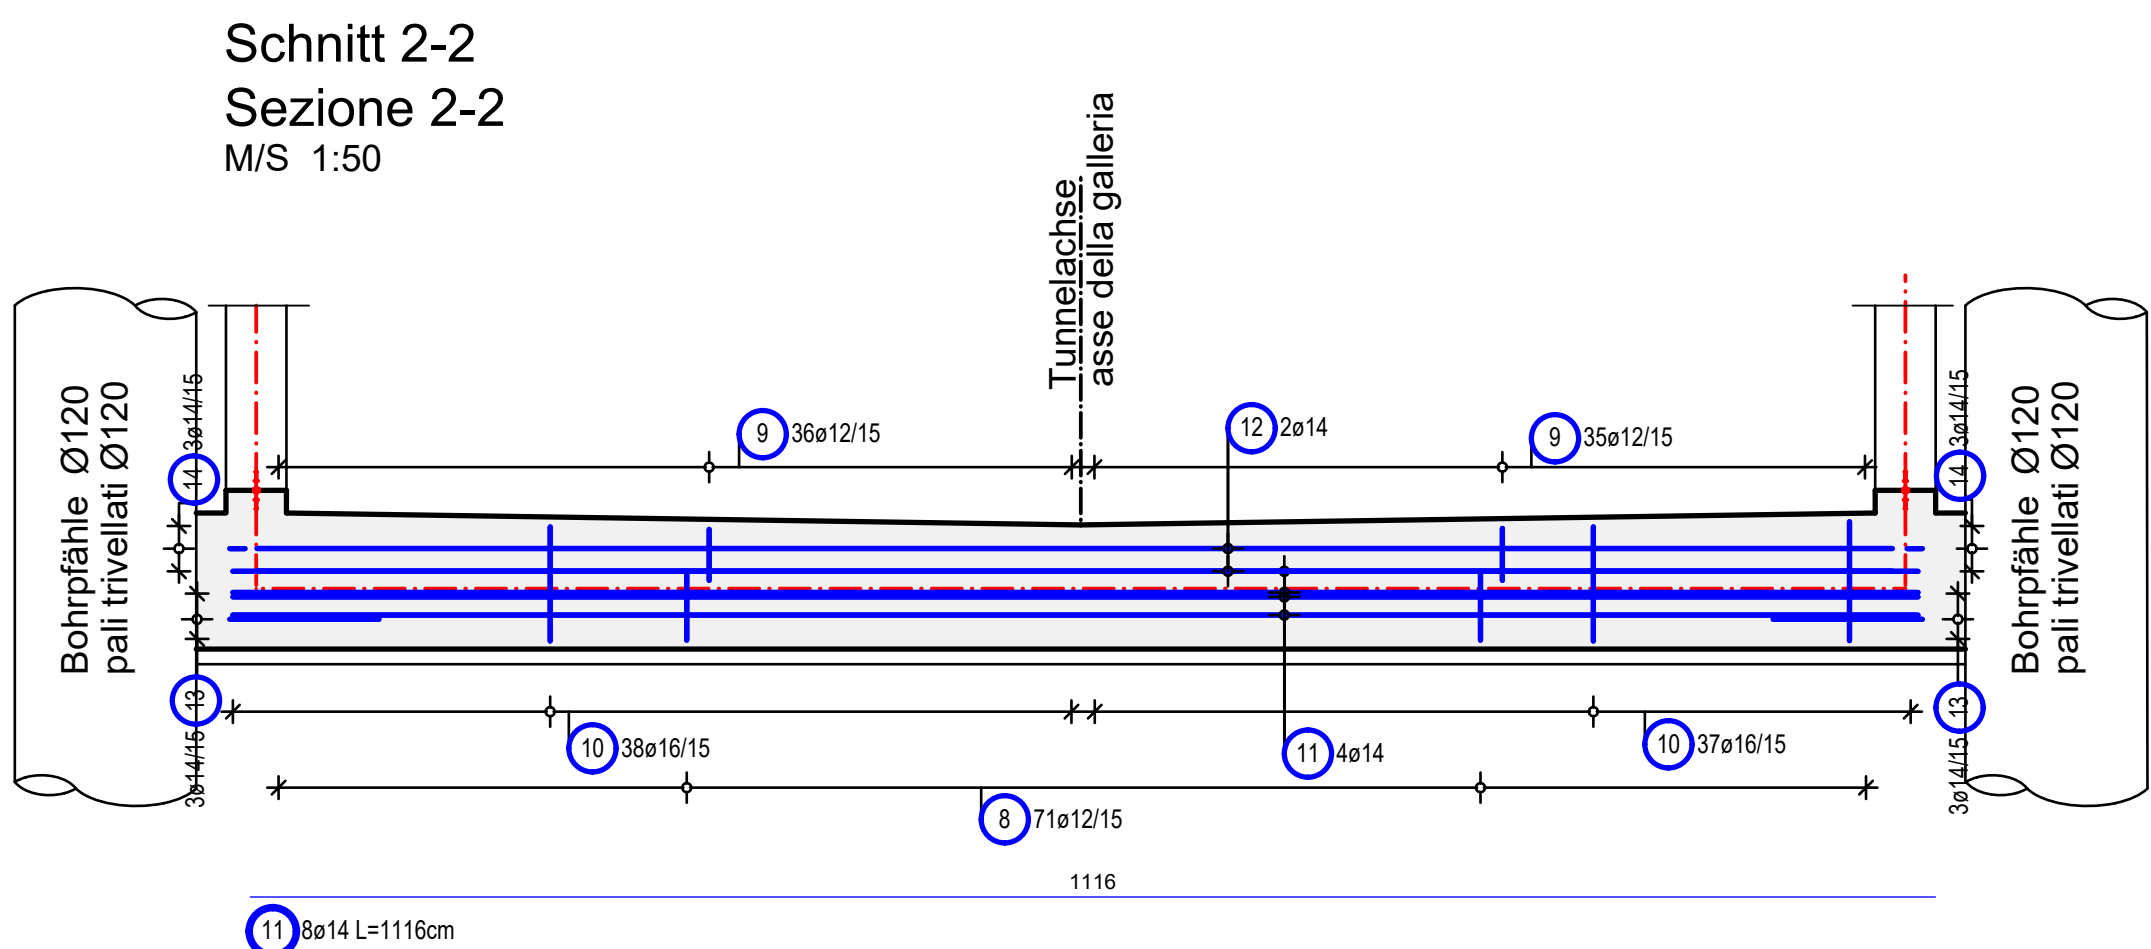 Schnitt 2-2
Sezione 2-2
M/S 1:50
Tunnelachse
asse della galleria
Bohrpfähle Ø120
pali trivellati Ø120
14 3ø14/15
9 36ø12/15
12 2ø14
9 35ø12/15
14 3ø14/15
Bohrpfähle Ø120
pali trivellati Ø120
3ø14/15 13
10 38ø16/15
11 4ø14
10 37ø16/15
3ø14/15 13
8 71ø12/15
1116
11 8ø14 L=1116cm